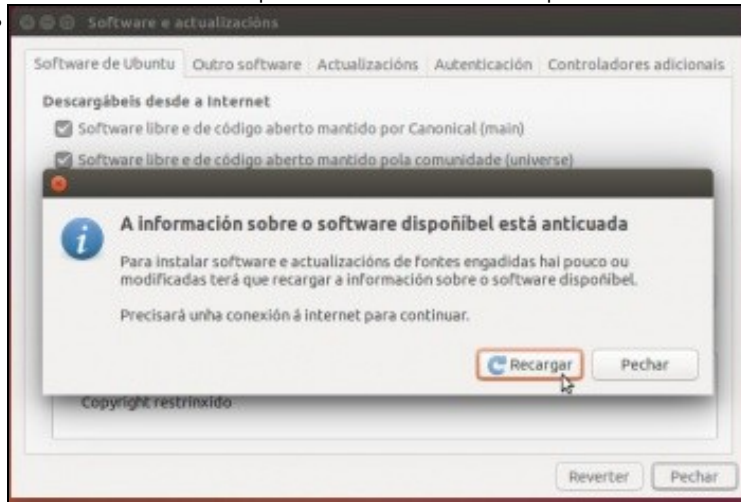 Software e actualizacións
Software de Ubuntu Outro software Actualizacións Autenticación Controladores adicionais
Descargábeis desde a Internet
Software libre e de código aberto mantido por Canonical (main)
Software libre e de código aberto mantido pola comunidade (universe)
A información sobre o software dispoñíbel está anticuada
Para instalar software e actualizacións de fontes engadidas hai pouco ou
modificadas terá que recargar a información sobre o software dispoñíbel.
Precisará unha conexión á internet para continuar.
Recargar Pechar
Copyright restrinxido
Reverter Pechar